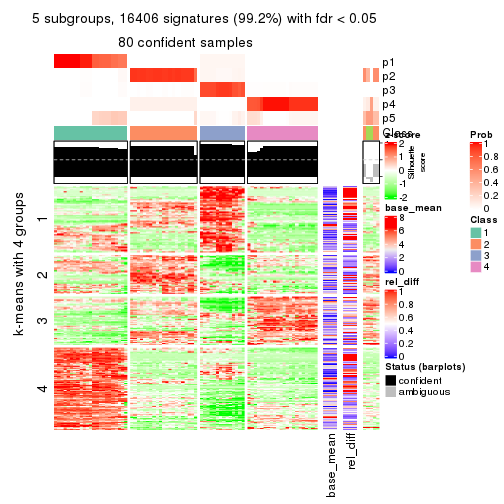 5 subgroups, 16406 signatures (99.2%) with fdr < 0.05
80 confident samples
p1
p2
p3
p4
p5
Class
Silhouette
score
k-means with 4 groups
1
2
3
4
base_mean
rel_diff
z-score
2
1
0
-1
-2
base_mean
8
6
4
2
0
rel_diff
1
0.8
0.6
0.4
0.2
0
Status (barplots)
confident
ambiguous
Prob
1
0.8
0.6
0.4
0.2
0
Class
1
2
3
4